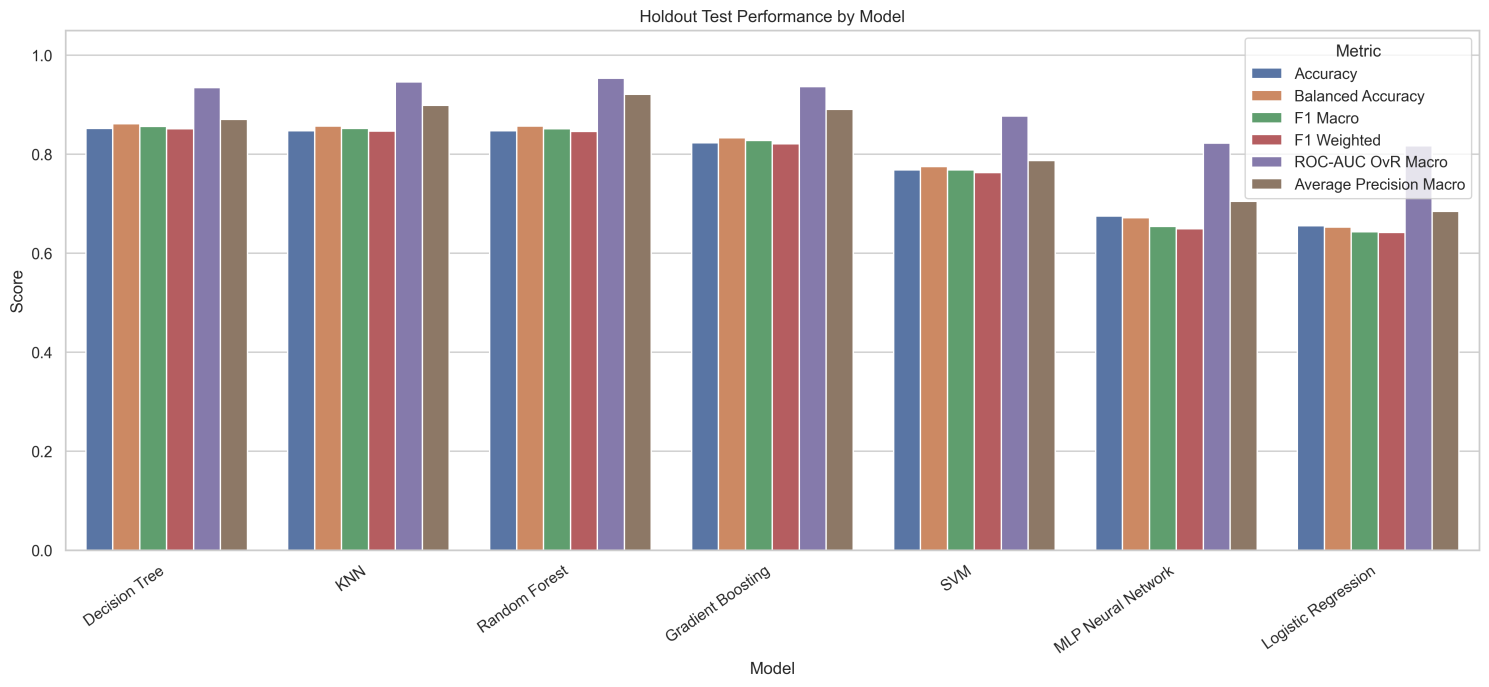 Holdout Test Performance by Model
Metric
Accuracy
Balanced Accuracy
F1 Macro
F1 Weighted
ROC-AUC OvR Macro
Average Precision Macro
Score
1.0
0.8
0.6
0.4
0.2
0.0
Decision Tree
KNN
Random Forest
Gradient Boosting
SVM
MLP Neural Network
Logistic Regression
Model